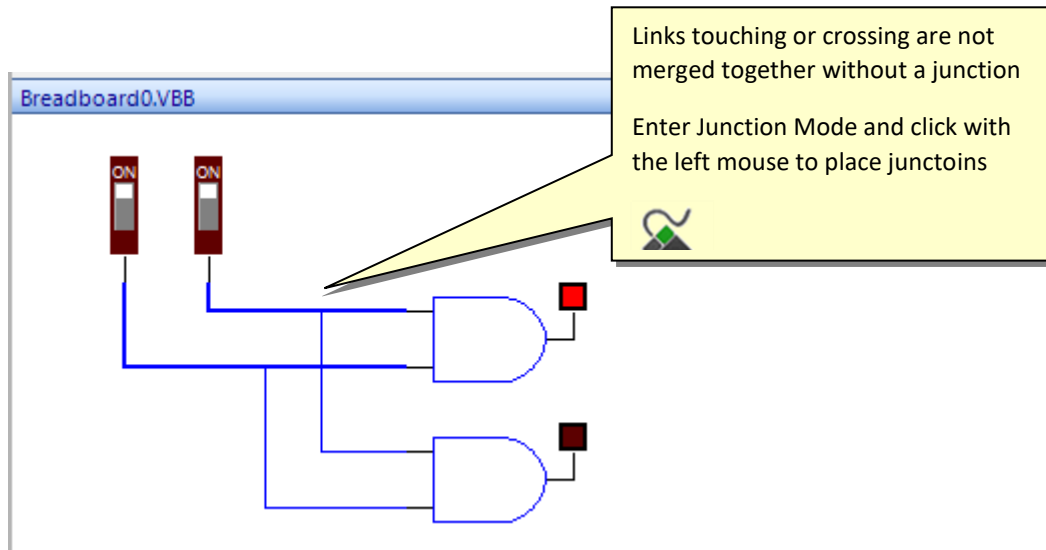 Links touching or crossing are not
merged together without a junction
Enter Junction Mode and click with
the left mouse to place junctoins
Breadboard0.VBB
ON
ON